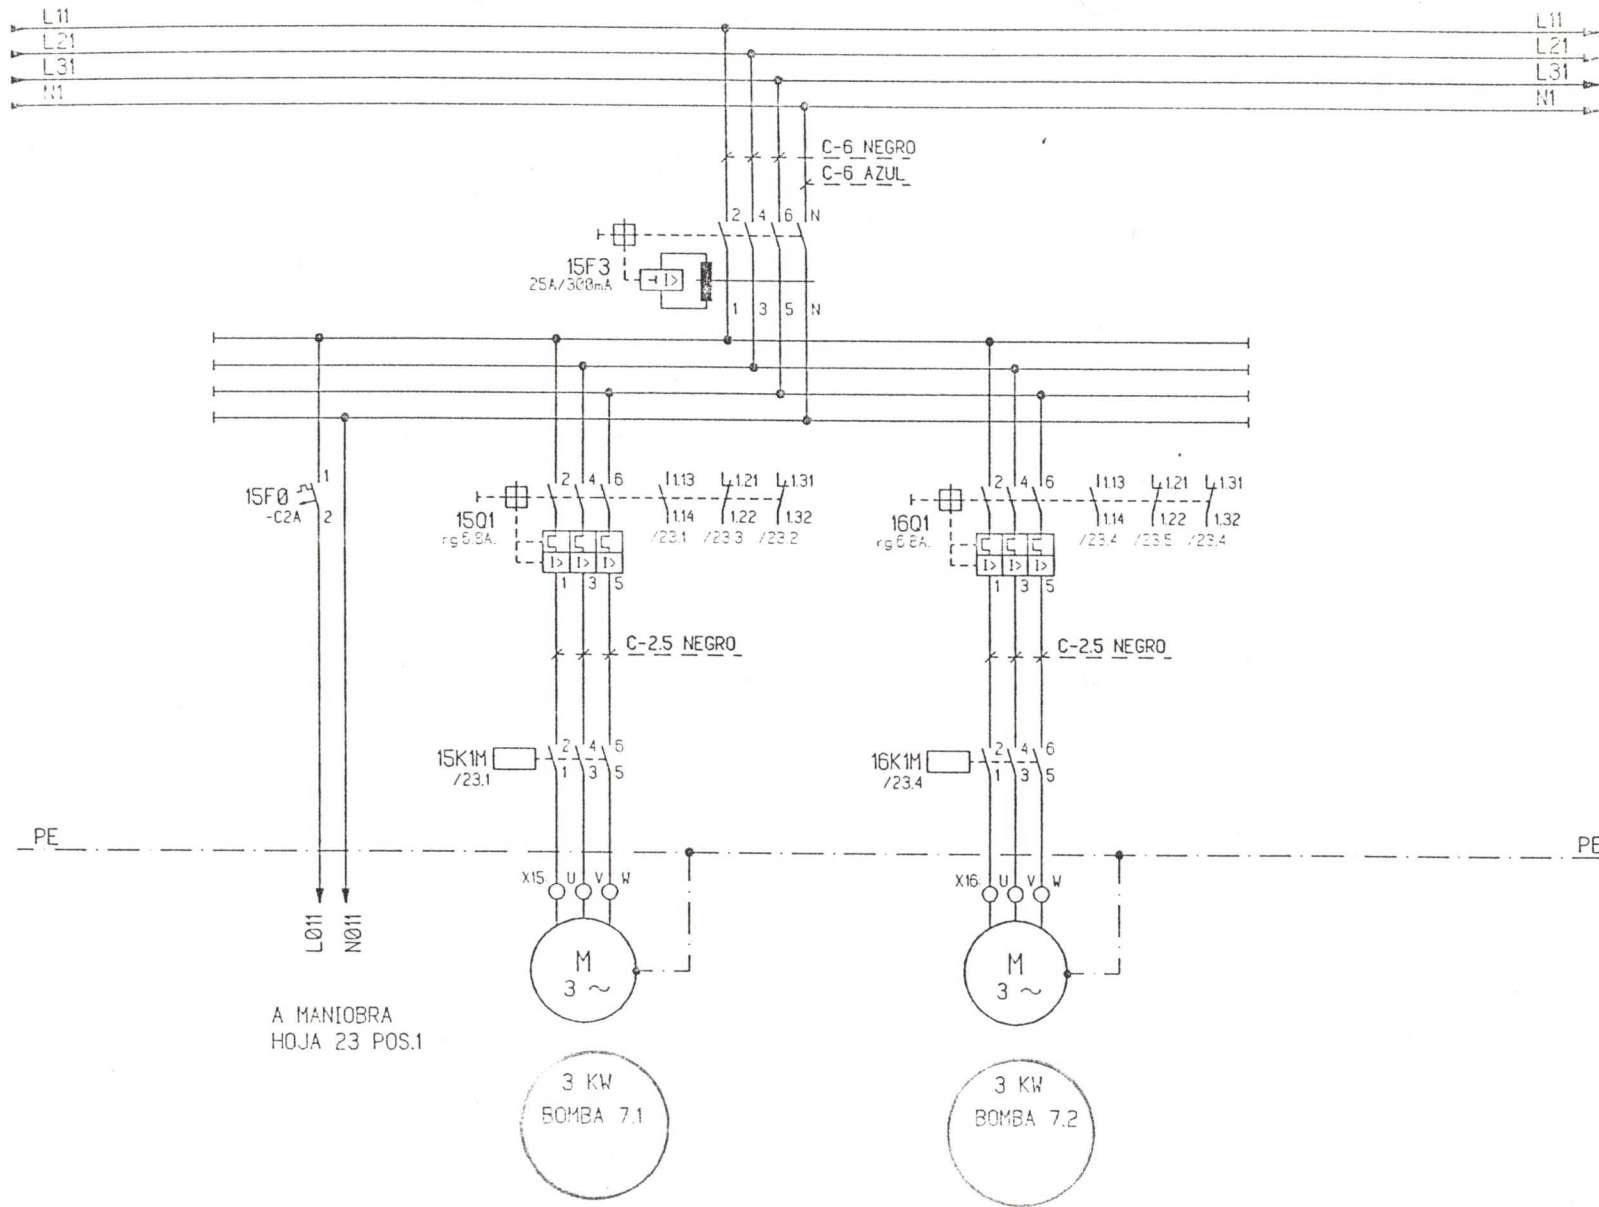 L11 L11
L21 L21
L31 L31
N1 N1
C-6 NEGRO
C-6 AZUL
2 4 6 N
15F3
25A/300mA
I>
1 3 5 N
1
15F0
-C2A
2
2 4 6 1.13 1.21 1.31
15Q1
1.14 1.22 1.32
/23.1 /23.3 /23.2
I> I> I>
1 3 5
2 4 6 1.13 1.21 1.31
16Q1
1.14 1.22 1.32
/23.4 /23.5 /23.4
I> I> I>
1 3 5
C-2.5 NEGRO
C-2.5 NEGRO
2 4 6
15K1M
/23.1
1 3 5
2 4 6
16K1M
/23.4
1 3 5
PE PE
X15 U V W
X16 U V W
LØ11
NØ11
M
3 ~
M
3 ~
A MANIOBRA
HOJA 23 POS.1
3 KW
BOMBA 7.1
3 KW
BOMBA 7.2